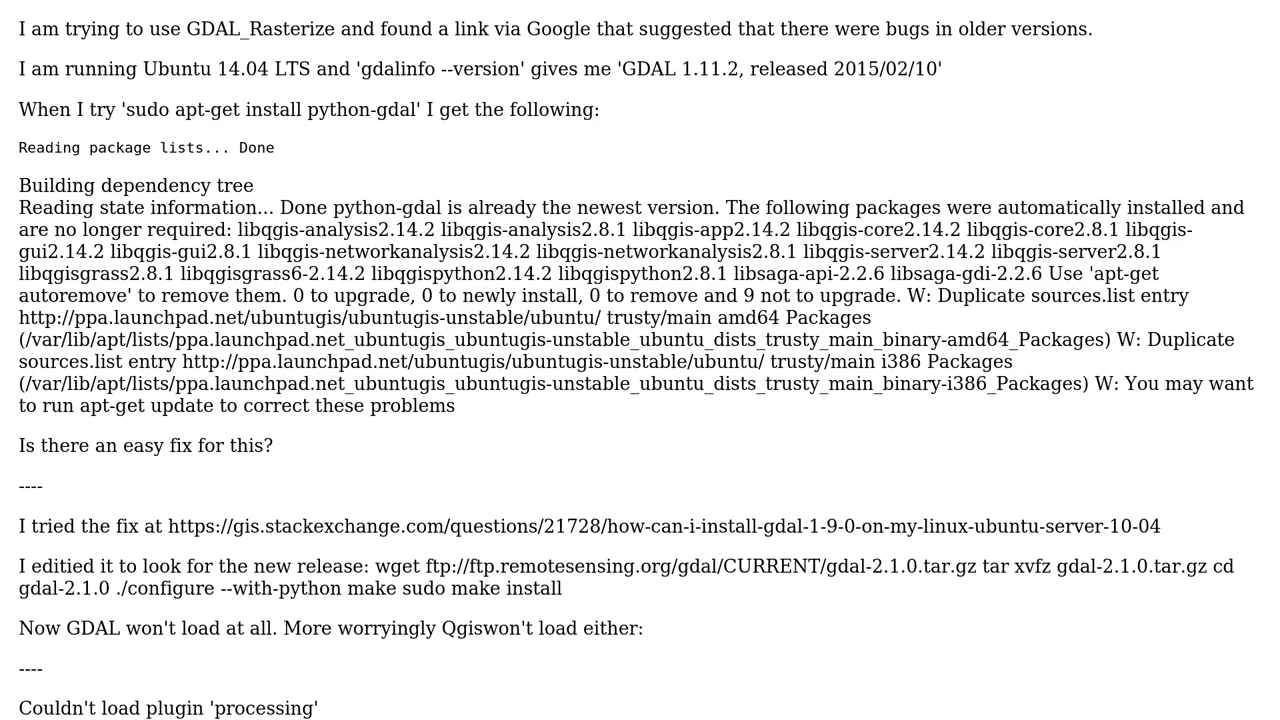 I am trying to use GDAL_Rasterize and found a link via Google that suggested that there were bugs in older versions.
I am running Ubuntu 14.04 LTS and 'gdalinfo --version' gives me 'GDAL 1.11.2, released 2015/02/10'
When I try 'sudo apt-get install python-gdal' I get the following:
Reading package lists... Done
Building dependency tree
Reading state information... Done python-gdal is already the newest version. The following packages were automatically installed and
are no longer required: libqgis-analysis2.14.2 libqgis-analysis2.8.1 libqgis-app2.14.2 libqgis-core2.14.2 libqgis-core2.8.1 libqgis-
gui2.14.2 libqgis-gui2.8.1 libqgis-networkanalysis2.14.2 libqgis-networkanalysis2.8.1 libqgis-server2.14.2 libqgis-server2.8.1
libqgisgrass2.8.1 libqgisgrass6-2.14.2 libqgispython2.14.2 libqgispython2.8.1 libsaga-api-2.2.6 libsaga-gdi-2.2.6 Use 'apt-get
autoremove' to remove them. 0 to upgrade, 0 to newly install, 0 to remove and 9 not to upgrade. W: Duplicate sources.list entry
http://ppa.launchpad.net/ubuntugis/ubuntugis-unstable/ubuntu/ trusty/main amd64 Packages
(/var/lib/apt/lists/ppa.launchpad.net_ubuntugis_ubuntugis-unstable_ubuntu_dists_trusty_main_binary-amd64_Packages) W: Duplicate
sources.list entry http://ppa.launchpad.net/ubuntugis/ubuntugis-unstable/ubuntu/ trusty/main i386 Packages
(/var/lib/apt/lists/ppa.launchpad.net_ubuntugis_ubuntugis-unstable_ubuntu_dists_trusty_main_binary-i386_Packages) W: You may want
to run apt-get update to correct these problems
Is there an easy fix for this?
----
I tried the fix at https://gis.stackexchange.com/questions/21728/how-can-i-install-gdal-1-9-0-on-my-linux-ubuntu-server-10-04
I editied it to look for the new release: wget ftp://ftp.remotesensing.org/gdal/CURRENT/gdal-2.1.0.tar.gz tar xvfz gdal-2.1.0.tar.gz cd
gdal-2.1.0 ./configure --with-python make sudo make install
Now GDAL won't load at all. More worryingly Qgiswon't load either:
----
Couldn't load plugin 'processing'